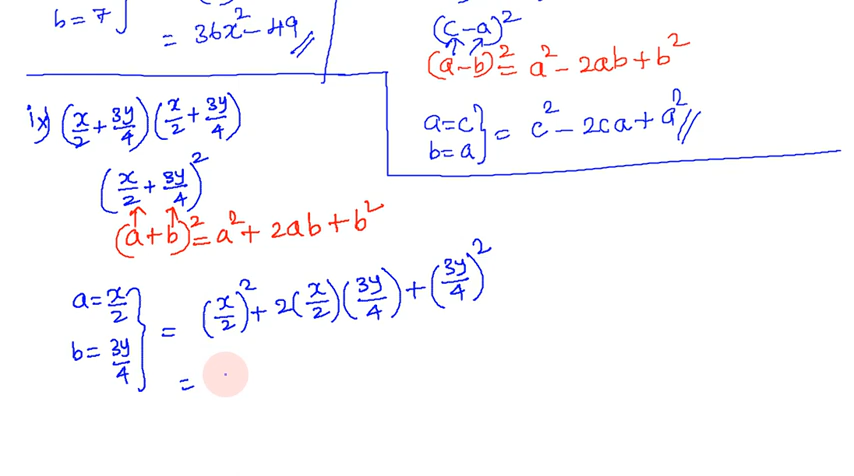 b = 7 }
= 36x² - 49 //
(c - a)²
(a - b)² = a² - 2ab + b²
a = c
b = a } = c² - 2ca + a² //
ix) (x/2 + 3y/4) (x/2 + 3y/4)
(x/2 + 3y/4)²
(a + b)² = a² + 2ab + b²
a = x/2
b = 3y/4 } = (x/2)² + 2(x/2)(3y/4) + (3y/4)²
=